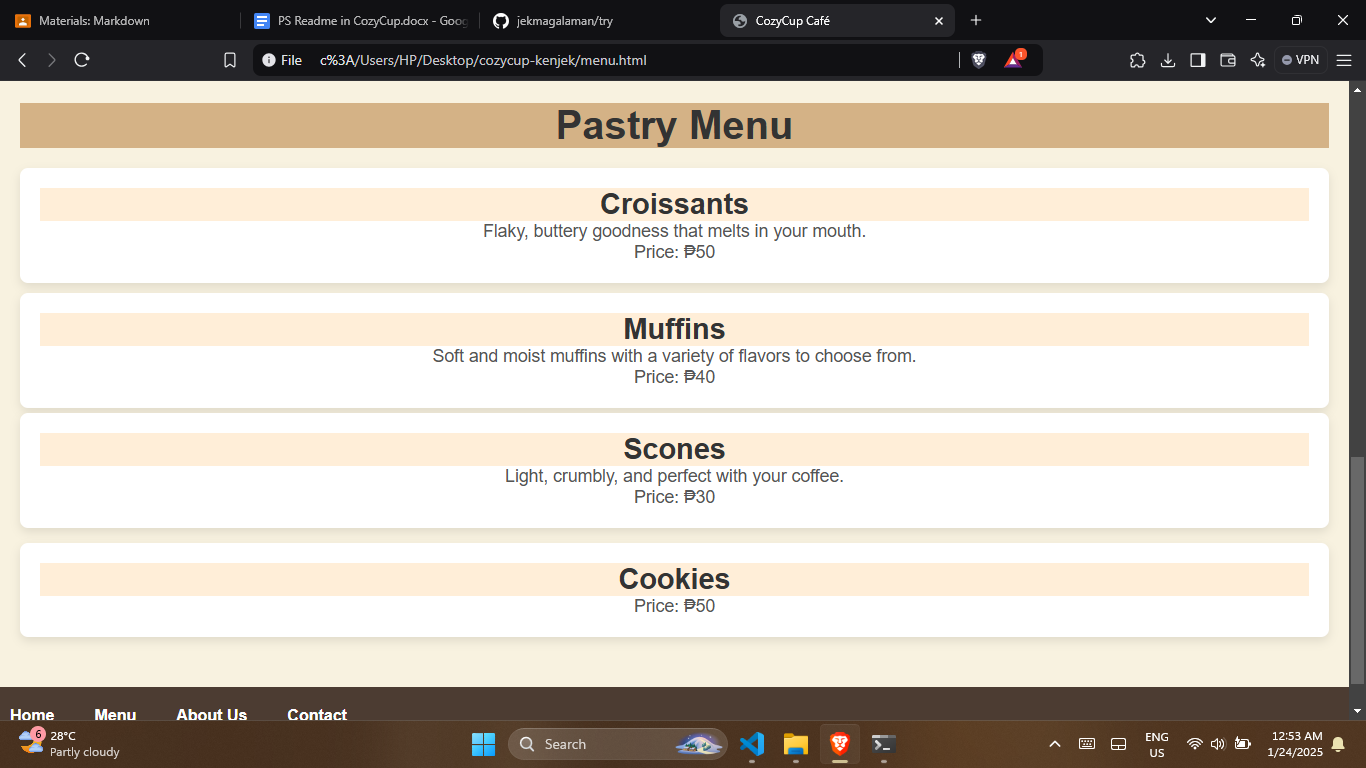 Materials: Markdown
PS Readme in CozyCup.docx - Goog
jekmagalaman/try
CozyCup Café
File
c%3A/Users/HP/Desktop/cozycup-kenjek/menu.html
1
VPN
Pastry Menu
Croissants
Flaky, buttery goodness that melts in your mouth.
Price: ₱50
Muffins
Soft and moist muffins with a variety of flavors to choose from.
Price: ₱40
Scones
Light, crumbly, and perfect with your coffee.
Price: ₱30
Cookies
Price: ₱50
Home Menu About Us Contact
6
28°C
Partly cloudy
Search
ENG
US
12:53 AM
1/24/2025